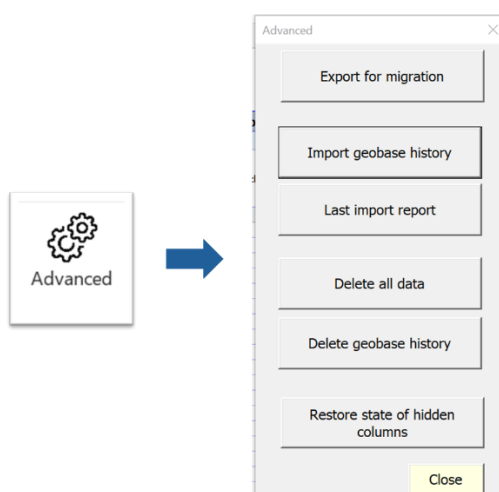 Advanced
Export for migration
Import geobase history
Last import report
Advanced
Delete all data
Delete geobase history
Restore state of hidden
columns
Close